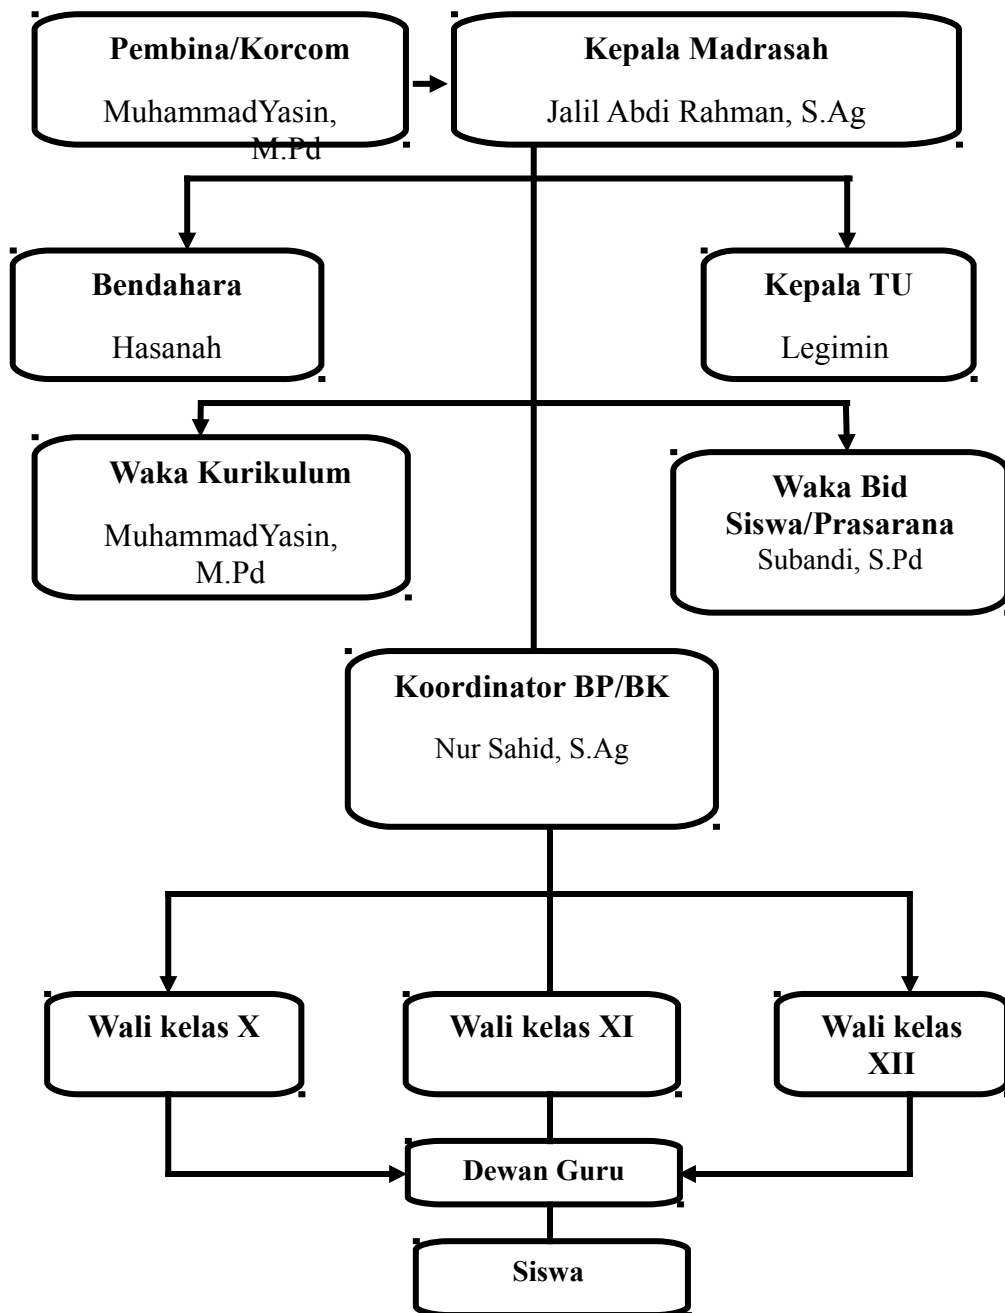 Pembina/Korcom
MuhammadYasin,
M.Pd
Kepala Madrasah
Jalil Abdi Rahman, S.Ag
Bendahara
Hasanah
Kepala TU
Legimin
Waka Kurikulum
MuhammadYasin,
M.Pd
Waka Bid
Siswa/Prasarana
Subandi, S.Pd
Koordinator BP/BK
Nur Sahid, S.Ag
Wali kelas X
Wali kelas XI
Wali kelas
XII
Dewan Guru
Siswa